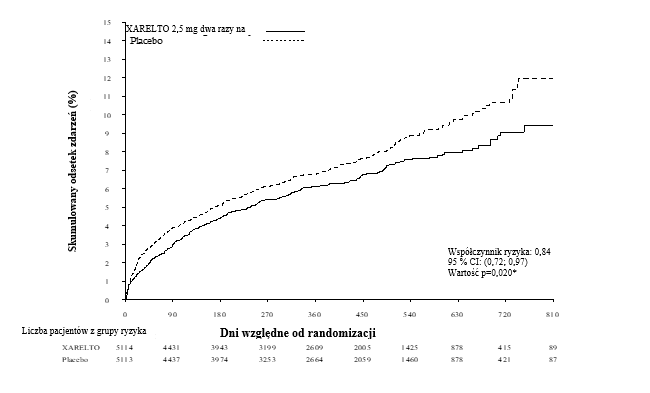 15
XARELTO 2,5 mg dwa razy na
Placebo
14
13
12
11
10
9
8
7
6
5
4
3
2
1
0
Skumulowany odsetek zdarzeń (%)
Współczynnik ryzyka: 0,84
95 % CI: (0,72; 0,97)
Wartość p=0,020*
0 90 180 270 360 450 540 630 720 810
Liczba pacjentów z grupy ryzyka
Dni względne od randomizacji
XARELTO 5114 4431 3943 3199 2609 2005 1425 878 415 89
Placebo 5113 4437 3974 3253 2664 2059 1460 878 421 87